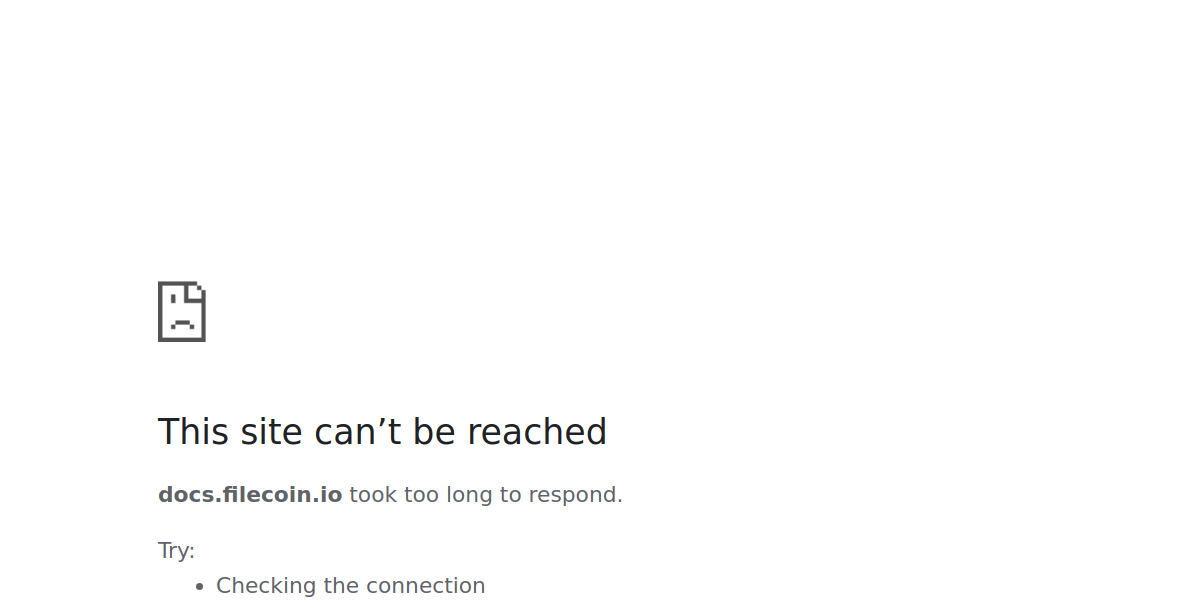 This site can’t be reached
docs.filecoin.io took too long to respond.
Try:
Checking the connection